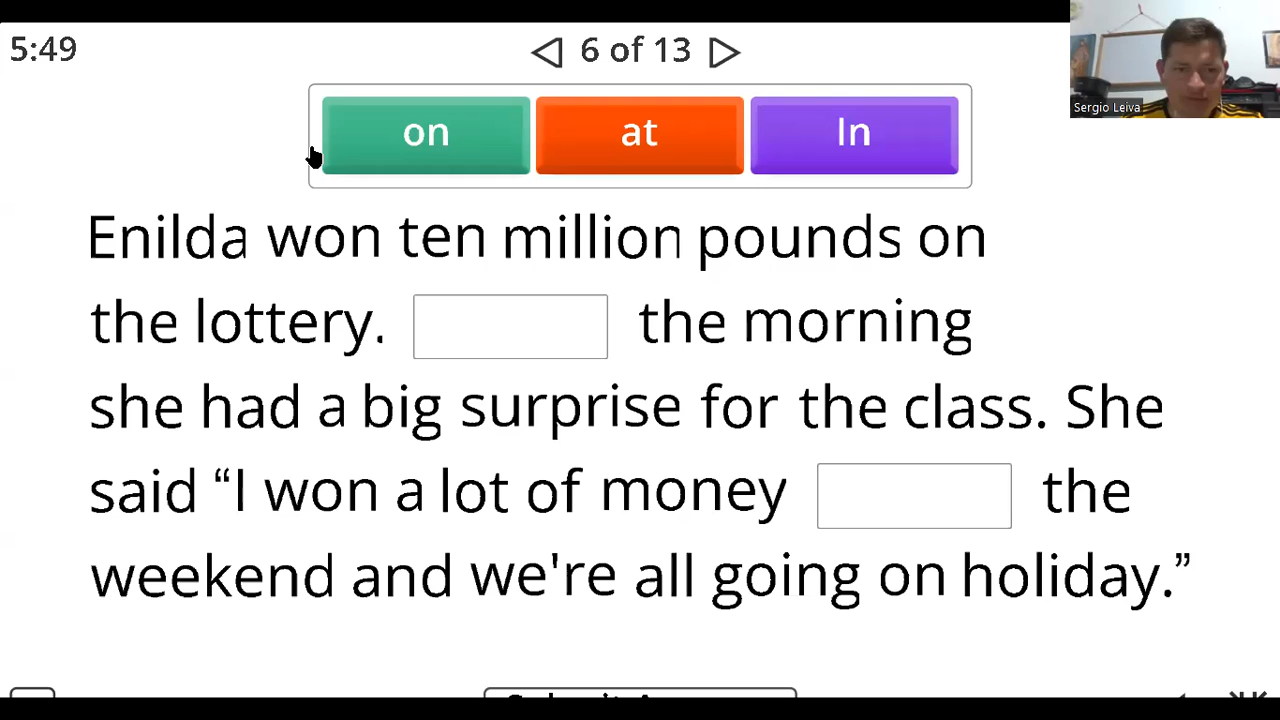 5:49
6 of 13
Sergio Leiva
on at In
Enilda won ten million pounds on
the lottery. the morning
she had a big surprise for the class. She
said “I won a lot of money the
weekend and we're all going on holiday.”